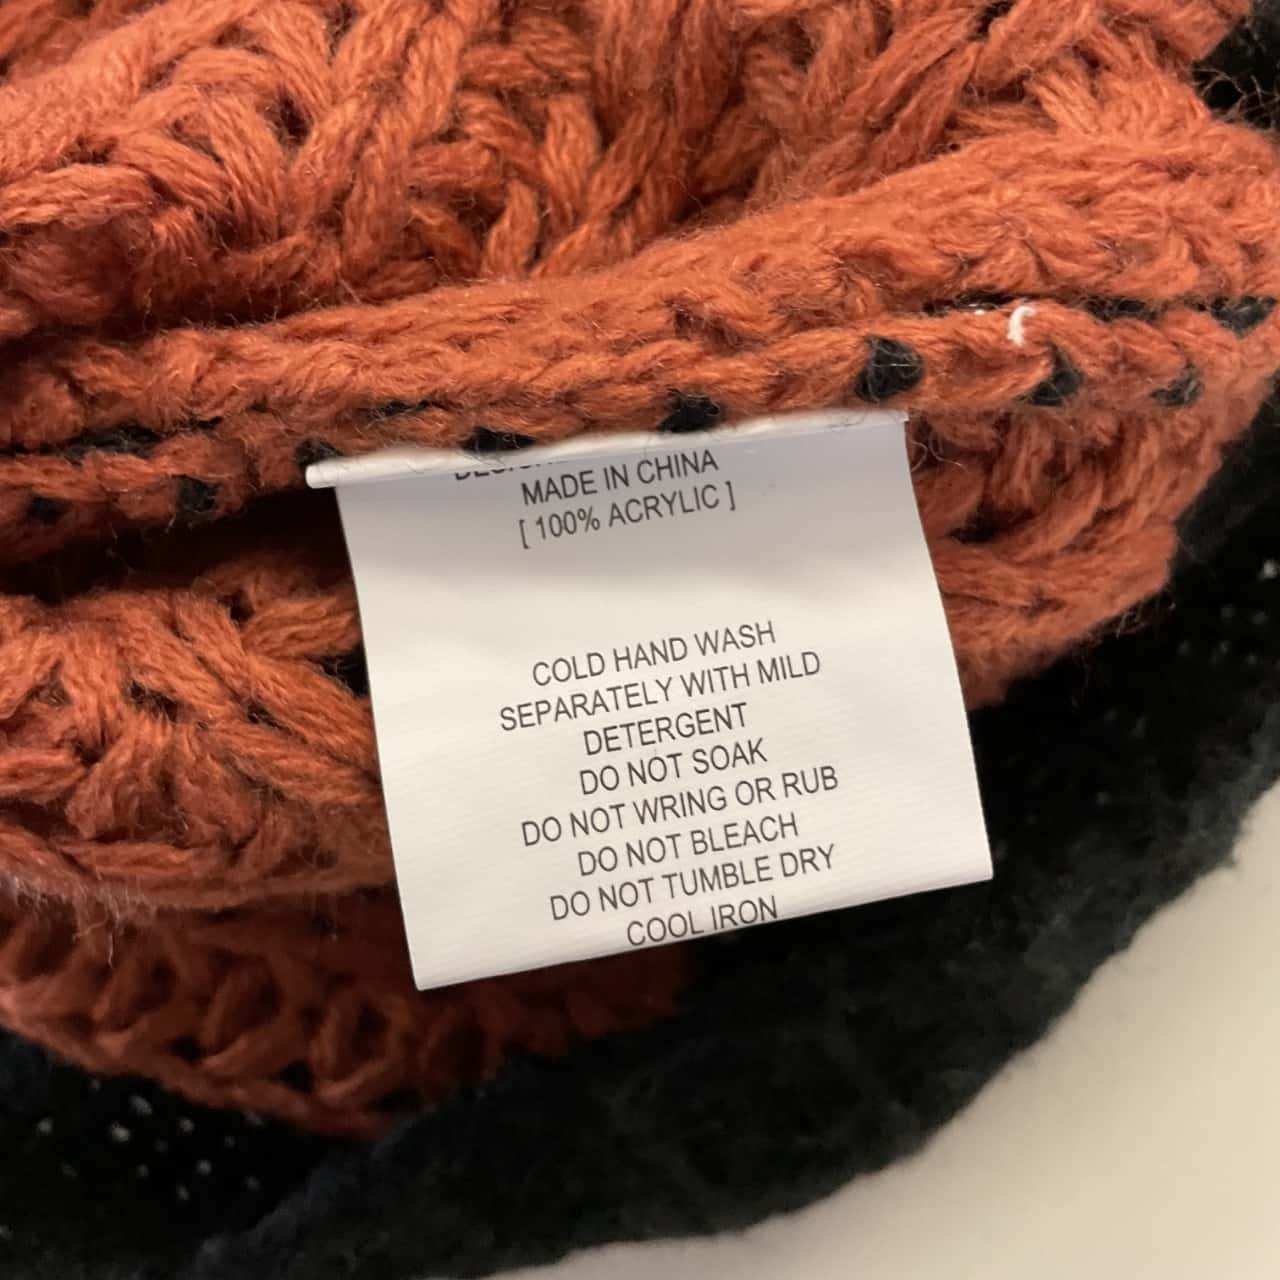 MADE IN CHINA
[ 100% ACRYLIC ]
COLD HAND WASH
SEPARATELY WITH MILD
DETERGENT
DO NOT SOAK
DO NOT WRING OR RUB
DO NOT BLEACH
DO NOT TUMBLE DRY
COOL IRON